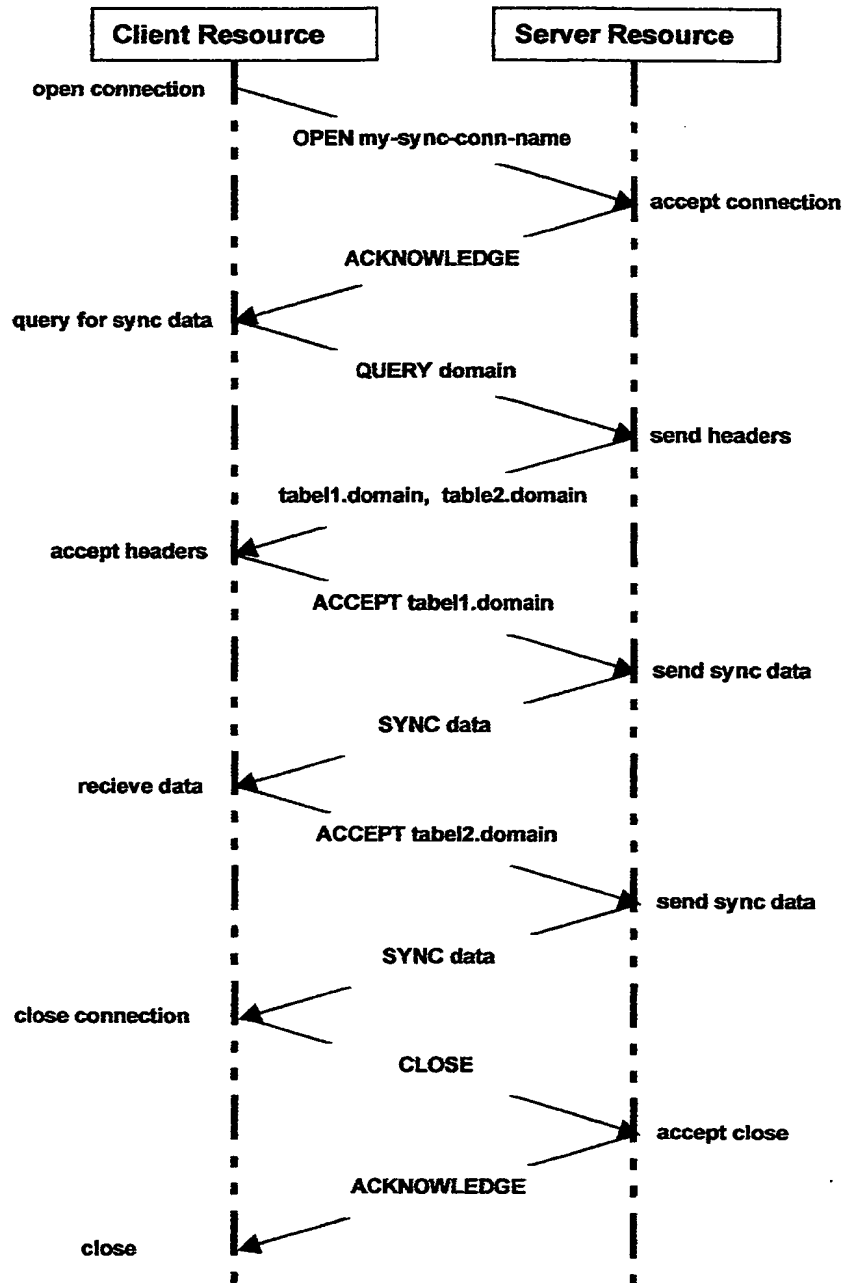 Client Resource
Server Resource
open connection
OPEN my-sync-conn-name
accept connection
ACKNOWLEDGE
query for sync data
QUERY domain
send headers
tabel1.domain, table2.domain
accept headers
ACCEPT tabel1.domain
send sync data
SYNC data
recieve data
ACCEPT tabel2.domain
send sync data
SYNC data
close connection
CLOSE
accept close
ACKNOWLEDGE
close